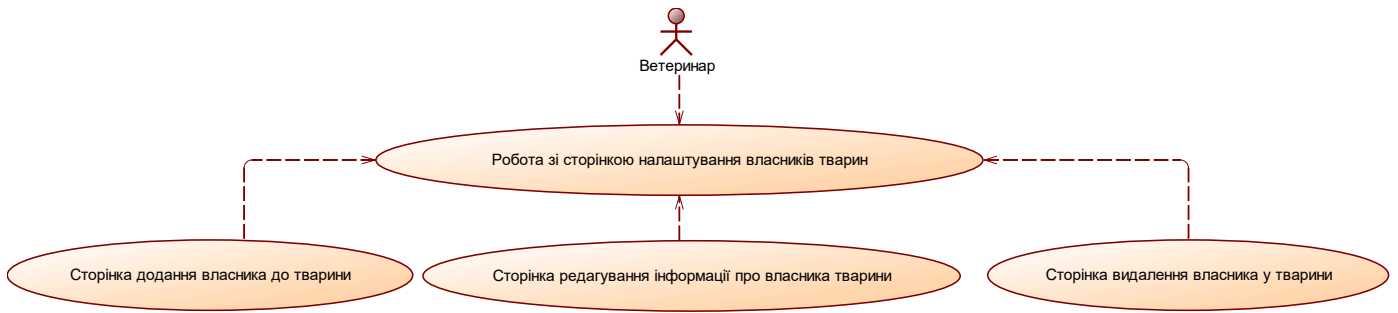 Ветеринар
Робота зі сторінкою налаштування власників тварин
Сторінка додання власника до тварини
Сторінка редагування інформації про власника тварини
Сторінка видалення власника у тварини